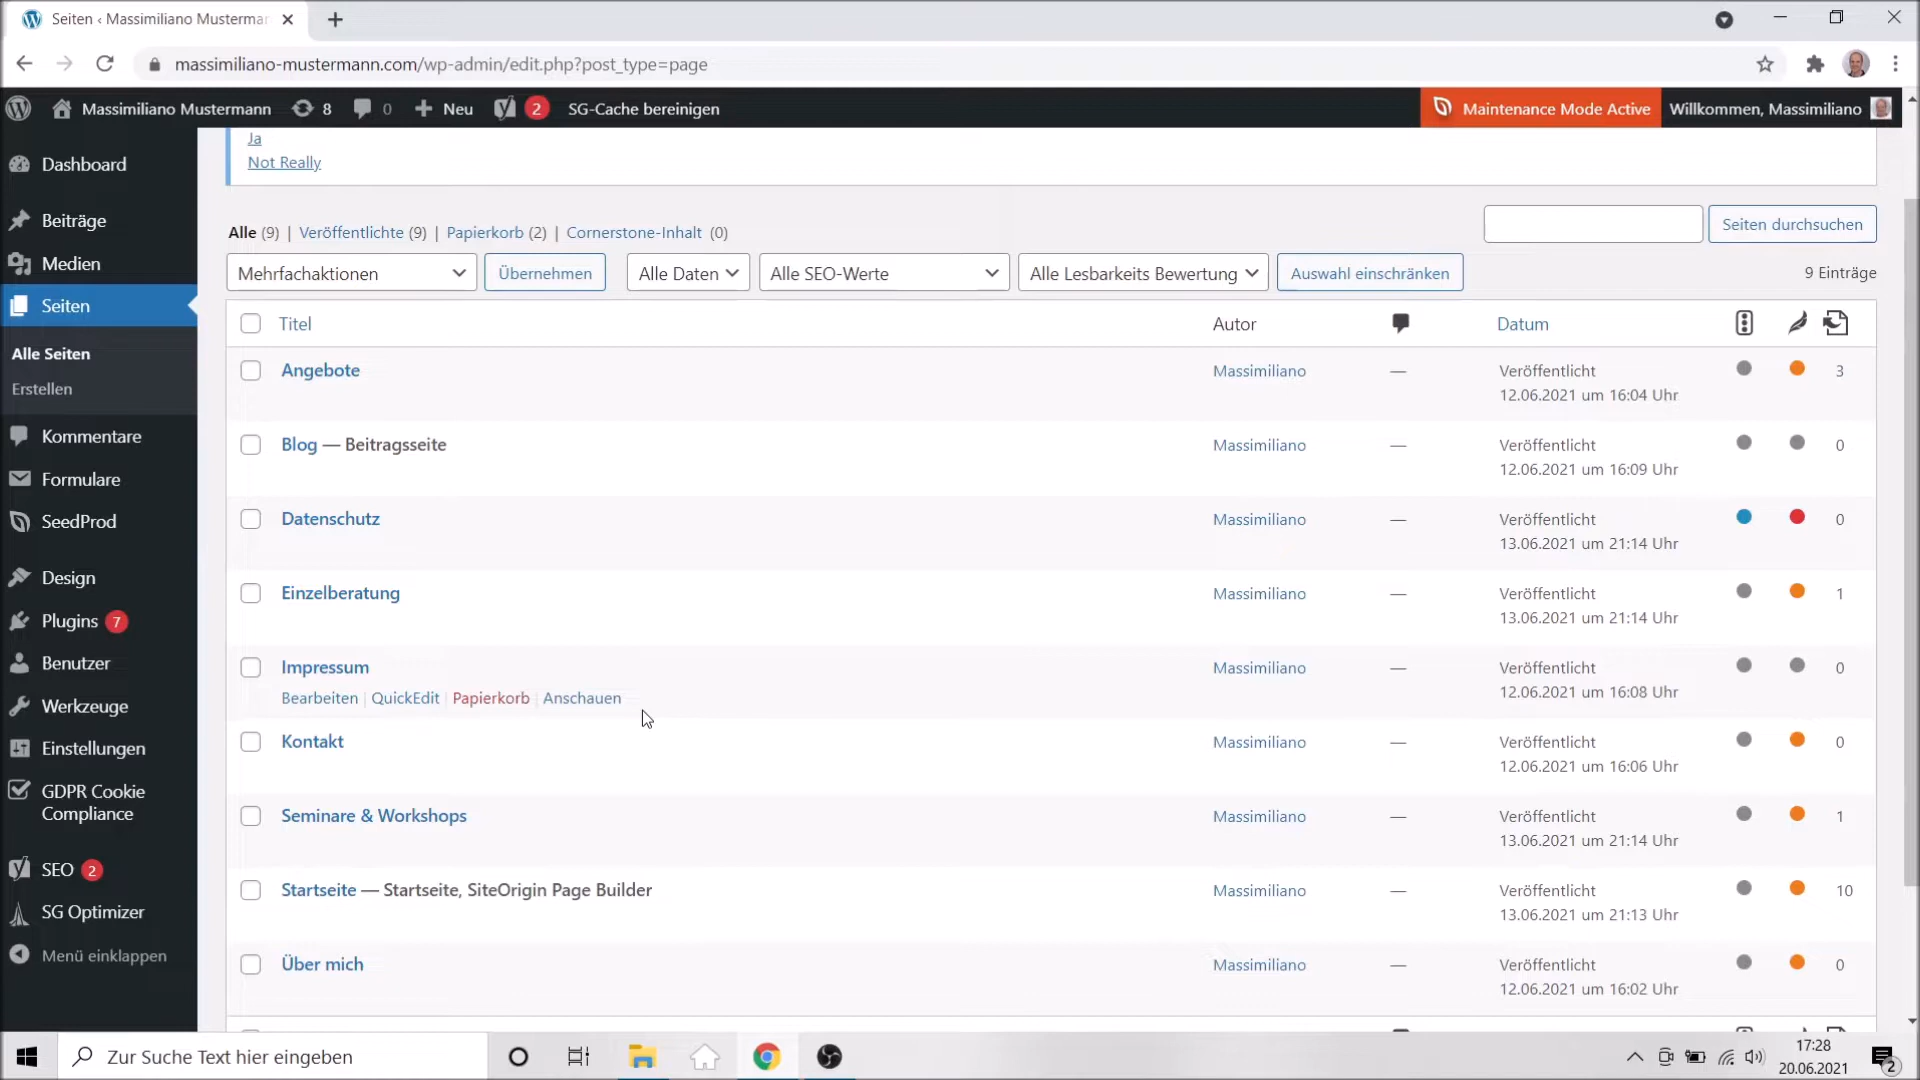 Seiten ‹ Massimiliano Musterman
massimiliano-mustermann.com/wp-admin/edit.php?post_type=page
Massimiliano Mustermann 8 0 Neu 2 SG-Cache bereinigen Maintenance Mode Active Willkommen, Massimiliano
Dashboard
Beiträge
Medien
Seiten
Alle Seiten
Erstellen
Kommentare
Formulare
SeedProd
Design
Plugins 7
Benutzer
Werkzeuge
Einstellungen
GDPR Cookie
Compliance
SEO 2
SG Optimizer
Menü einklappen
Ja
Not Really
Alle (9) | Veröffentlichte (9) | Papierkorb (2) | Cornerstone-Inhalt (0)
Seiten durchsuchen
Mehrfachaktionen Übernehmen Alle Daten Alle SEO-Werte Alle Lesbarkeits Bewertung Auswahl einschränken 9 Einträge
Titel Autor Datum
Angebote Massimiliano — Veröffentlicht 3
12.06.2021 um 16:04 Uhr
Blog — Beitragsseite Massimiliano — Veröffentlicht 0
12.06.2021 um 16:09 Uhr
Datenschutz Massimiliano — Veröffentlicht 0
13.06.2021 um 21:14 Uhr
Einzelberatung Massimiliano — Veröffentlicht 1
13.06.2021 um 21:14 Uhr
Impressum Massimiliano — Veröffentlicht 0
Bearbeiten | QuickEdit | Papierkorb | Anschauen 12.06.2021 um 16:08 Uhr
Kontakt Massimiliano — Veröffentlicht 0
12.06.2021 um 16:06 Uhr
Seminare & Workshops Massimiliano — Veröffentlicht 1
13.06.2021 um 21:14 Uhr
Startseite — Startseite, SiteOrigin Page Builder Massimiliano — Veröffentlicht 10
13.06.2021 um 21:13 Uhr
Über mich Massimiliano — Veröffentlicht 0
12.06.2021 um 16:02 Uhr
Zur Suche Text hier eingeben
17:28
20.06.2021
2